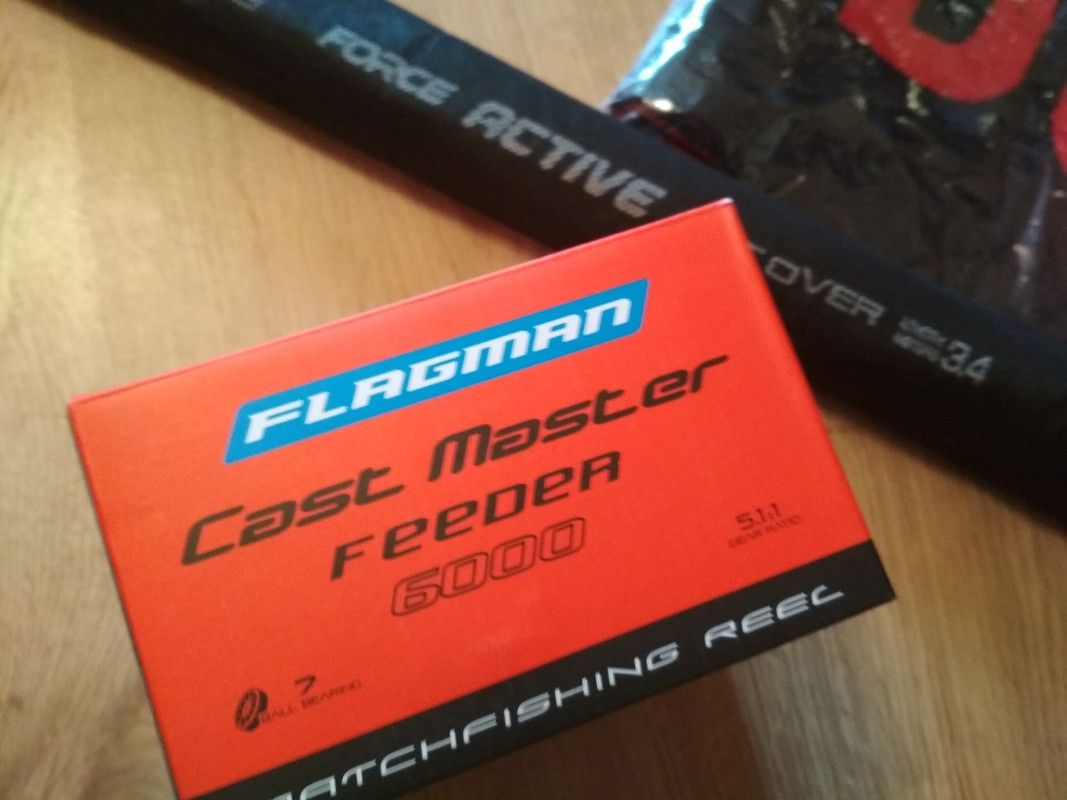 FORCE ACTIVE
COVER
3.4
FLAGMAN
Cast Master
FEEDER
6000
5.1:1
GEAR RATIO
7
BALL BEARING
MATCHFISHING REEL